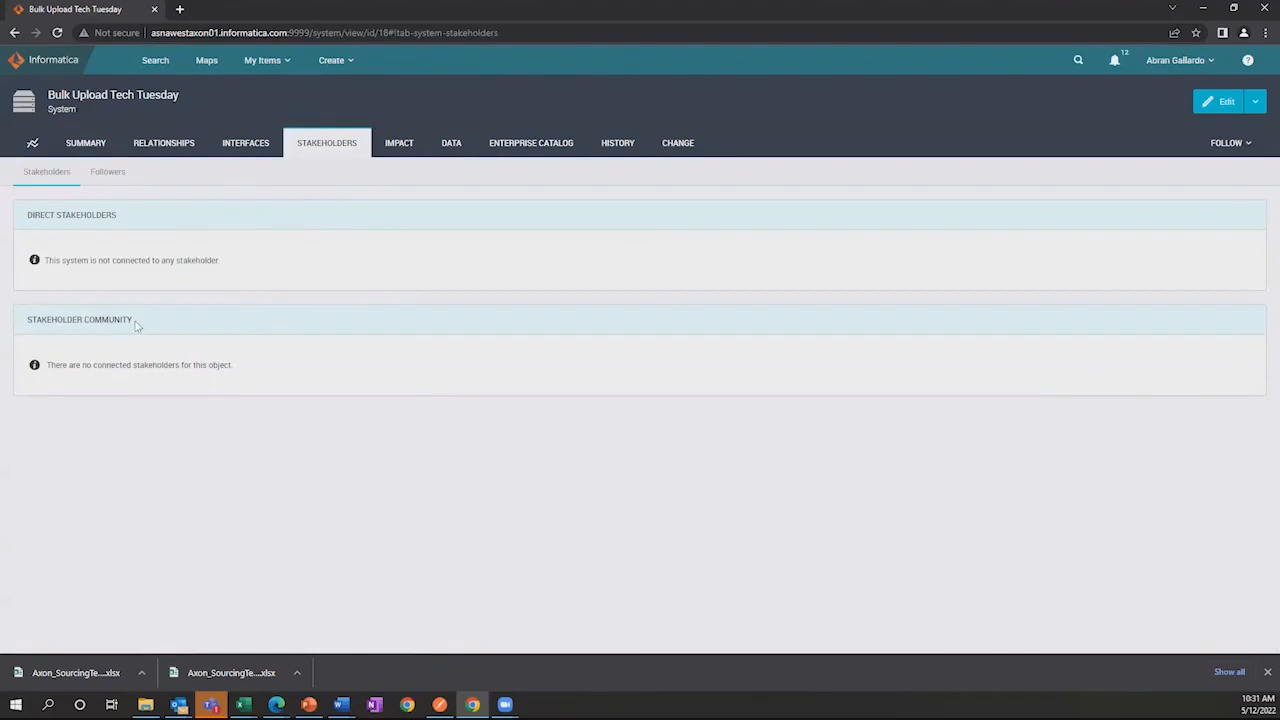 Bulk Upload Tech Tuesday
Not secure asnawestaxon01.informatica.com:9999/system/view/id/18#!tab-system-stakeholders
Informatica Search Maps My Items Create 12 Abran Gallardo
Bulk Upload Tech Tuesday
System
Edit
SUMMARY RELATIONSHIPS INTERFACES STAKEHOLDERS IMPACT DATA ENTERPRISE CATALOG HISTORY CHANGE FOLLOW
Stakeholders Followers
DIRECT STAKEHOLDERS
This system is not connected to any stakeholder.
STAKEHOLDER COMMUNITY
There are no connected stakeholders for this object.
Axon_SourcingTe....xlsx Axon_SourcingTe....xlsx Show all
10:31 AM
5/12/2022